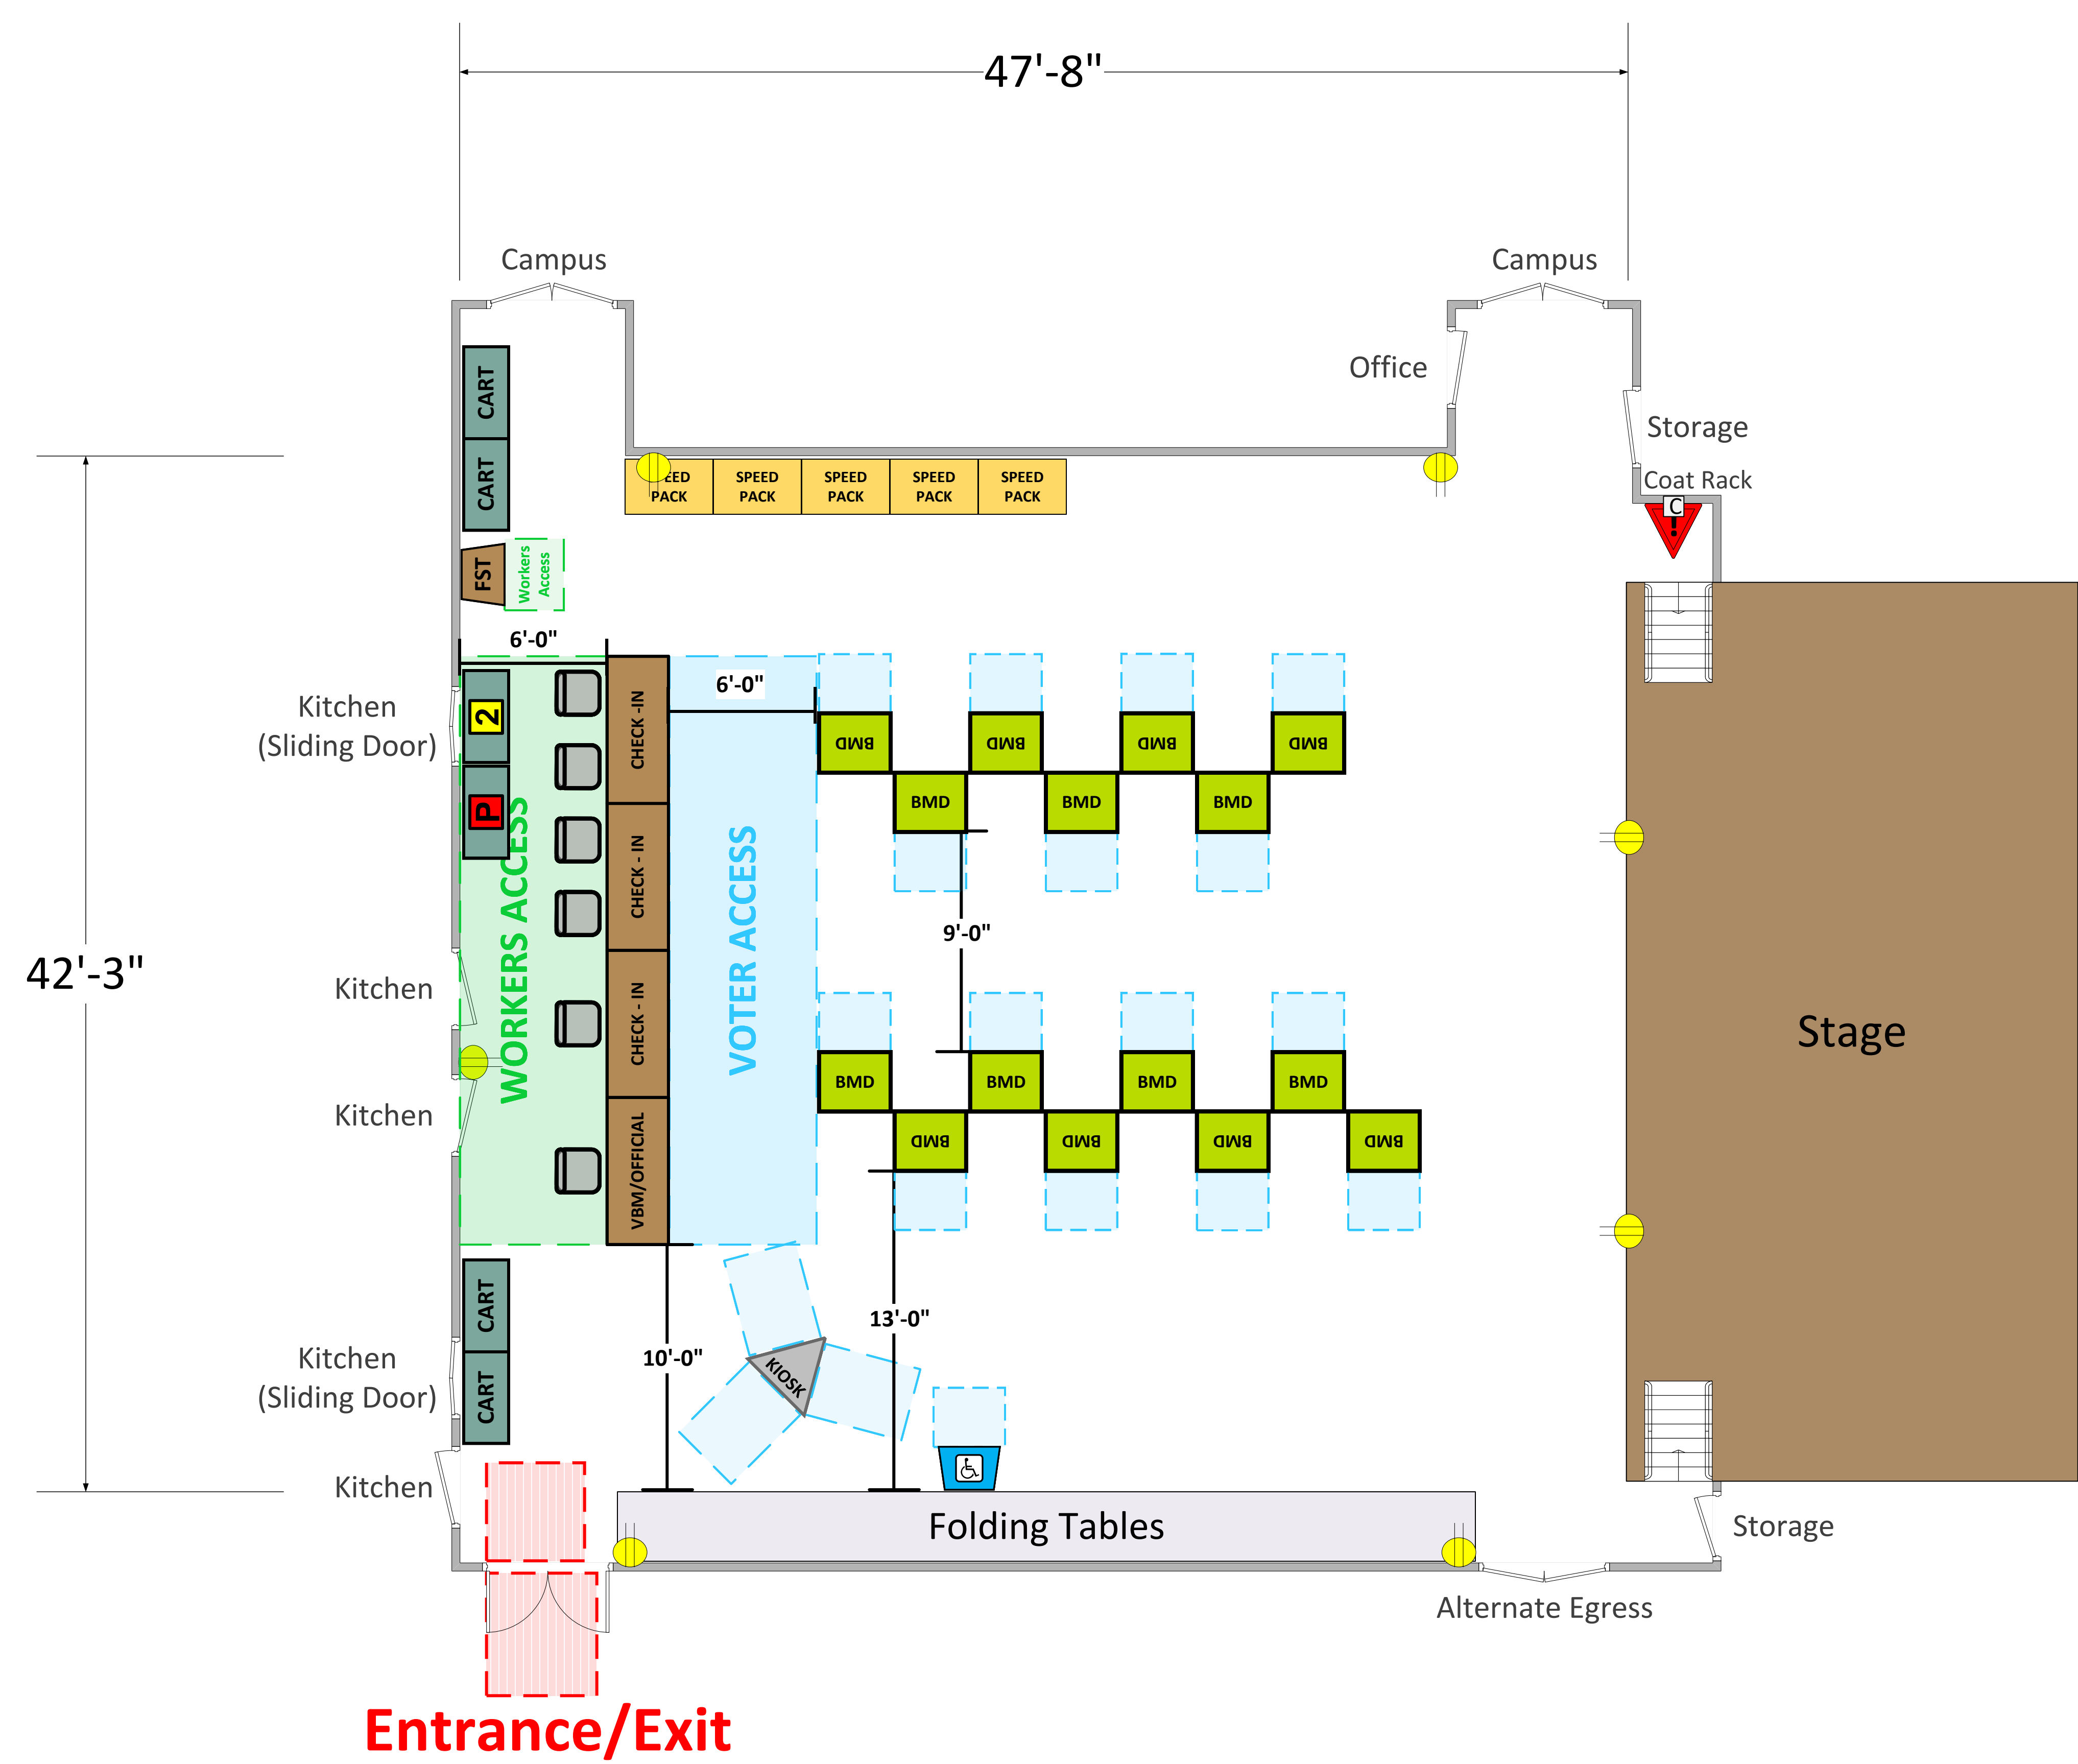 47'-8"
Campus
Campus
Office
Storage
Coat Rack
C
!
42'-3"
CART
CART
SPEED
PACK
SPEED
PACK
SPEED
PACK
SPEED
PACK
FST
Workers
Access
6'-0"
6'-0"
Kitchen
(Sliding Door)
2
P
WORKERS ACCESS
CHECK -IN
CHECK - IN
CHECK - IN
VBM/OFFICIAL
VOTER ACCESS
BMD
BMD
BMD
BMD
BMD
BMD
BMD
9'-0"
Kitchen
Kitchen
BMD
BMD
BMD
BMD
BMD
BMD
BMD
BMD
Stage
13'-0"
10'-0"
KIOSK
CART
CART
Kitchen
(Sliding Door)
Kitchen
Folding Tables
Storage
Alternate Egress
Entrance/Exit